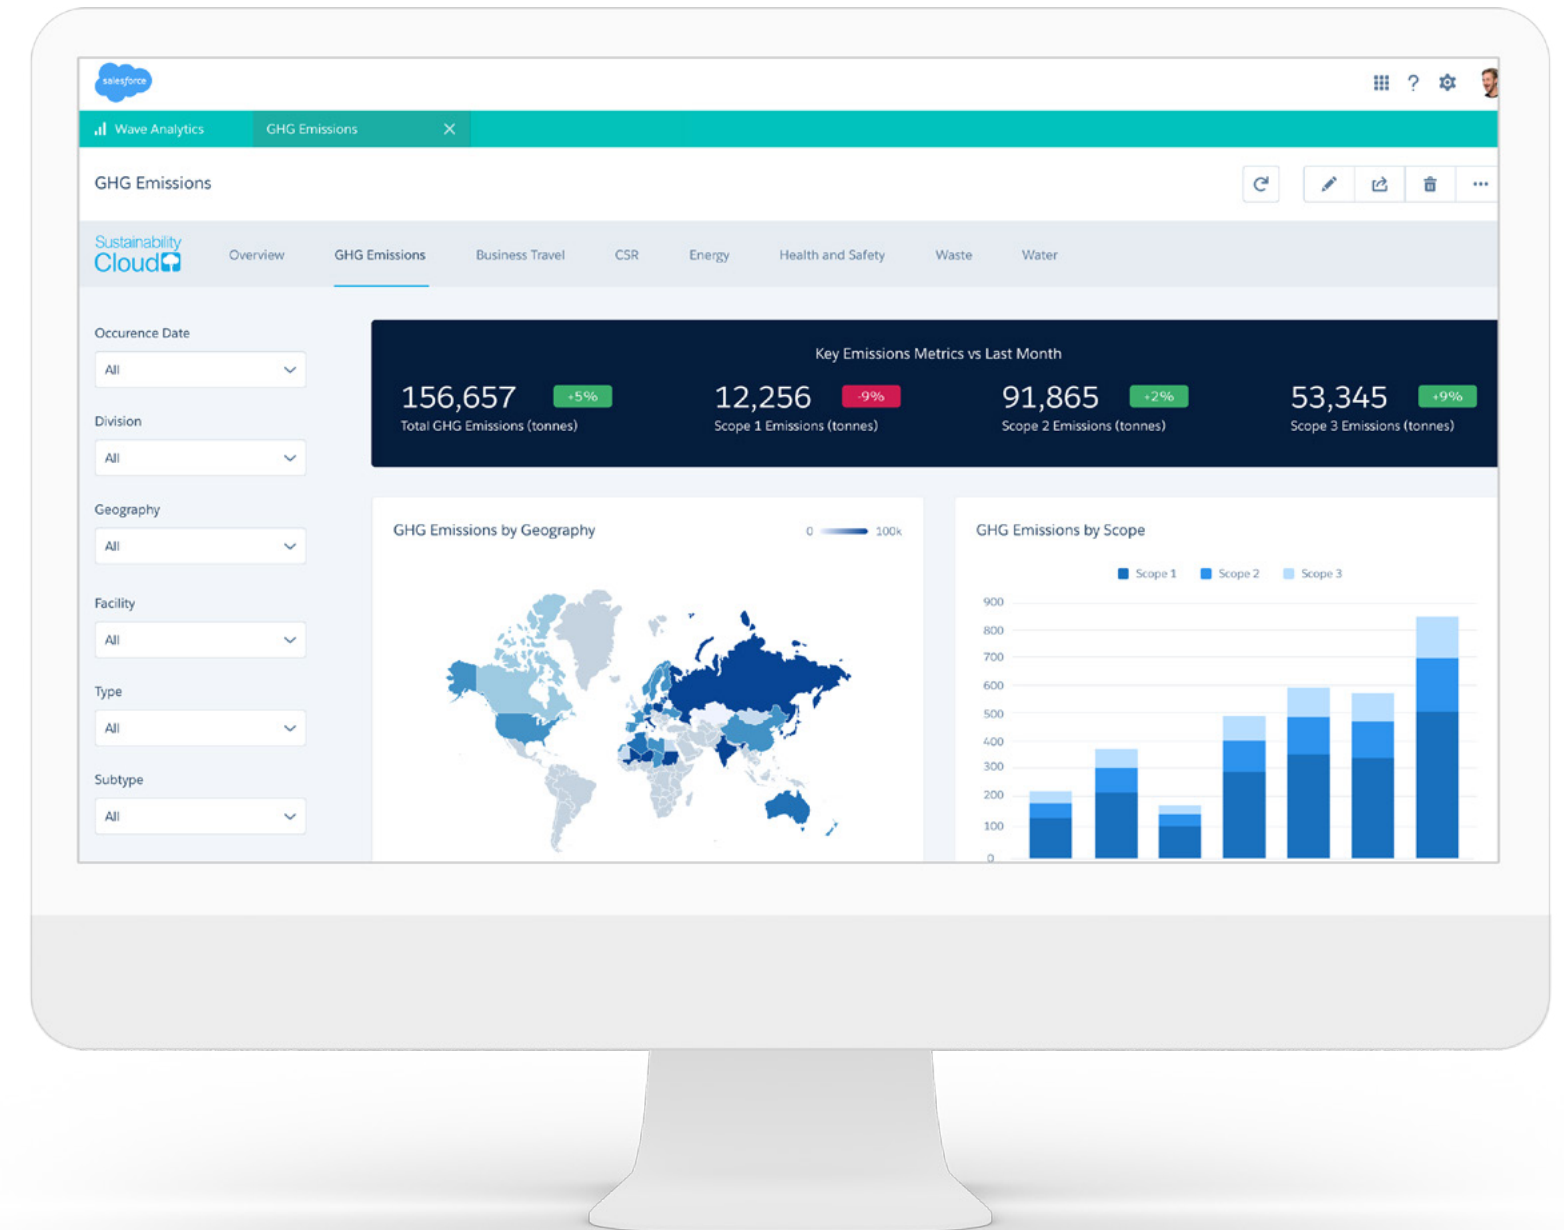 salesforce
?
Wave Analytics
GHG Emissions
GHG Emissions
Sustainability
Cloud
Overview
GHG Emissions
Business Travel
CSR
Energy
Health and Safety
Waste
Water
Occurence Date
All
Division
All
Geography
All
Facility
All
Type
All
Subtype
All
Key Emissions Metrics vs Last Month
156,657 +5%
Total GHG Emissions (tonnes)
12,256 -9%
Scope 1 Emissions (tonnes)
91,865 +2%
Scope 2 Emissions (tonnes)
53,345 +9%
Scope 3 Emissions (tonnes)
GHG Emissions by Geography
0 100k
GHG Emissions by Scope
Scope 1 Scope 2 Scope 3
900
800
700
600
500
400
300
200
100
0